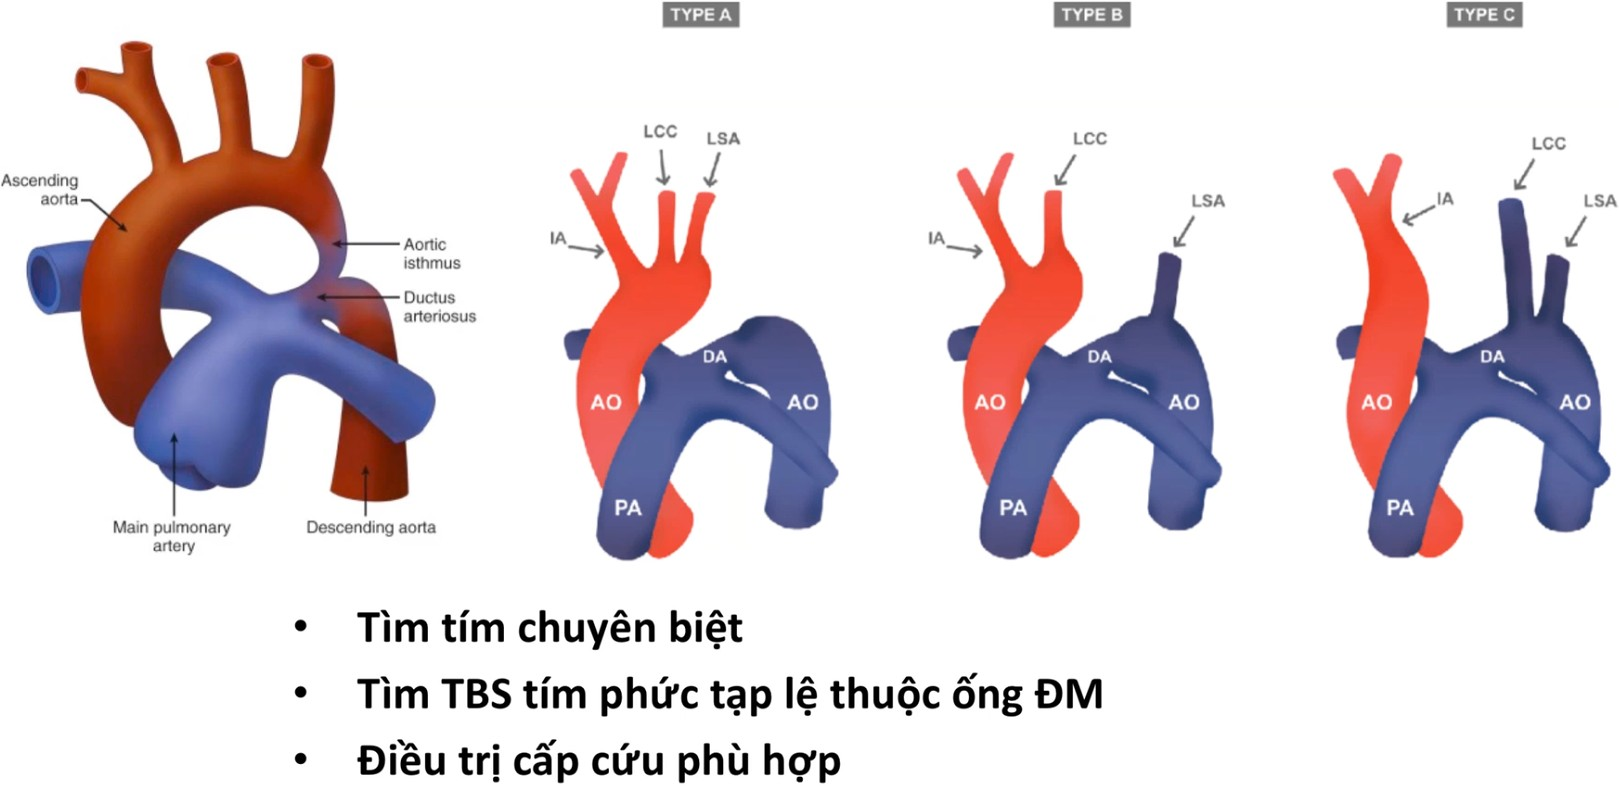 TYPE A
TYPE B
TYPE C
Ascending
aorta
Aortic
isthmus
Ductus
arteriosus
Main pulmonary
artery
Descending aorta
LCC
LSA
IA
DA
AO
AO
PA
LCC
LSA
IA
DA
AO
AO
PA
LCC
LSA
IA
DA
AO
AO
PA
• Tìm tím chuyên biệt
• Tìm TBS tím phức tạp lệ thuộc ống ĐM
• Điều trị cấp cứu phù hợp